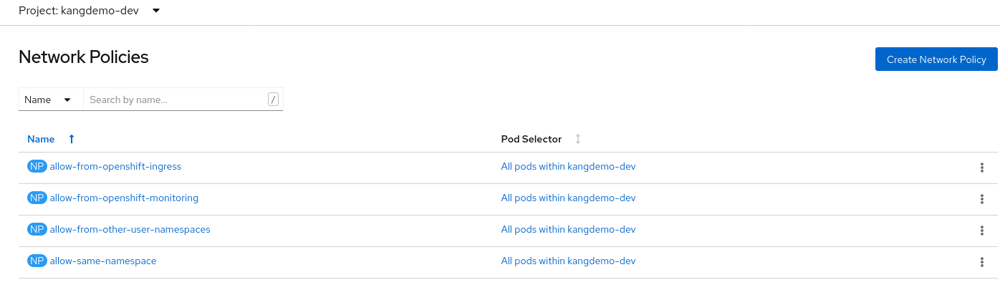 Project: kangdemo-dev
Network Policies
Create Network Policy
Name Search by name... /
Name Pod Selector
NP allow-from-openshift-ingress All pods within kangdemo-dev
NP allow-from-openshift-monitoring All pods within kangdemo-dev
NP allow-from-other-user-namespaces All pods within kangdemo-dev
NP allow-same-namespace All pods within kangdemo-dev